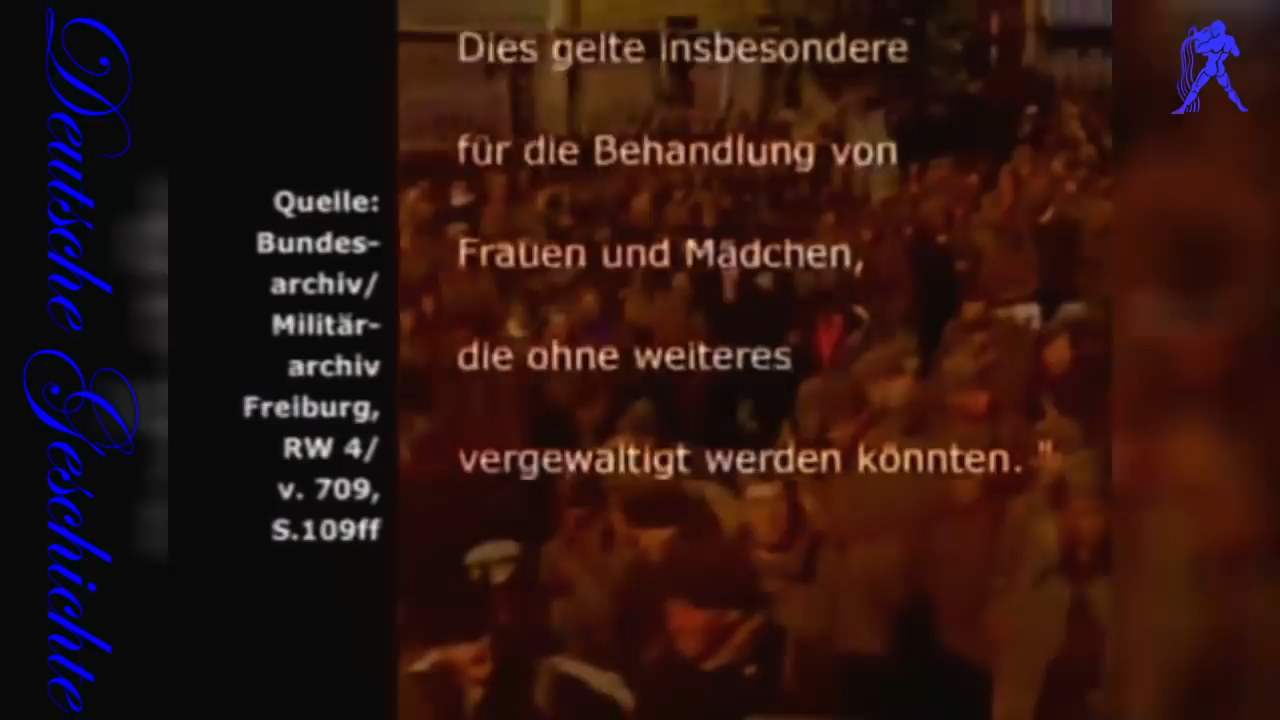 Deutsche Geschichte
Quelle:
Bundes-
archiv/
Militär-
archiv
Freiburg,
RW 4/
v. 709,
S.109ff
Dies gelte insbesondere
für die Behandlung von
Frauen und Mädchen,
die ohne weiteres
vergewaltigt werden könnten. "